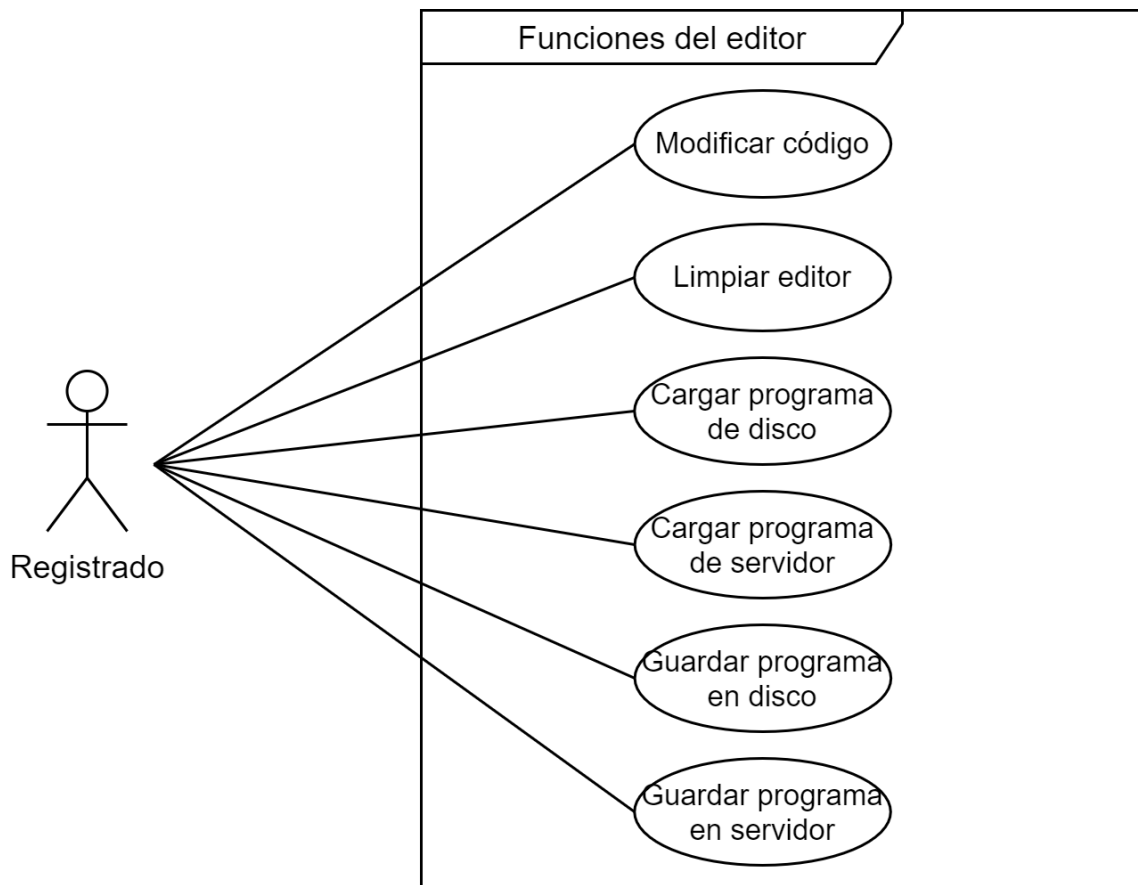 Funciones del editor
Modificar código
Limpiar editor
Cargar programa
de disco
Cargar programa
de servidor
Registrado
Guardar programa
en disco
Guardar programa
en servidor